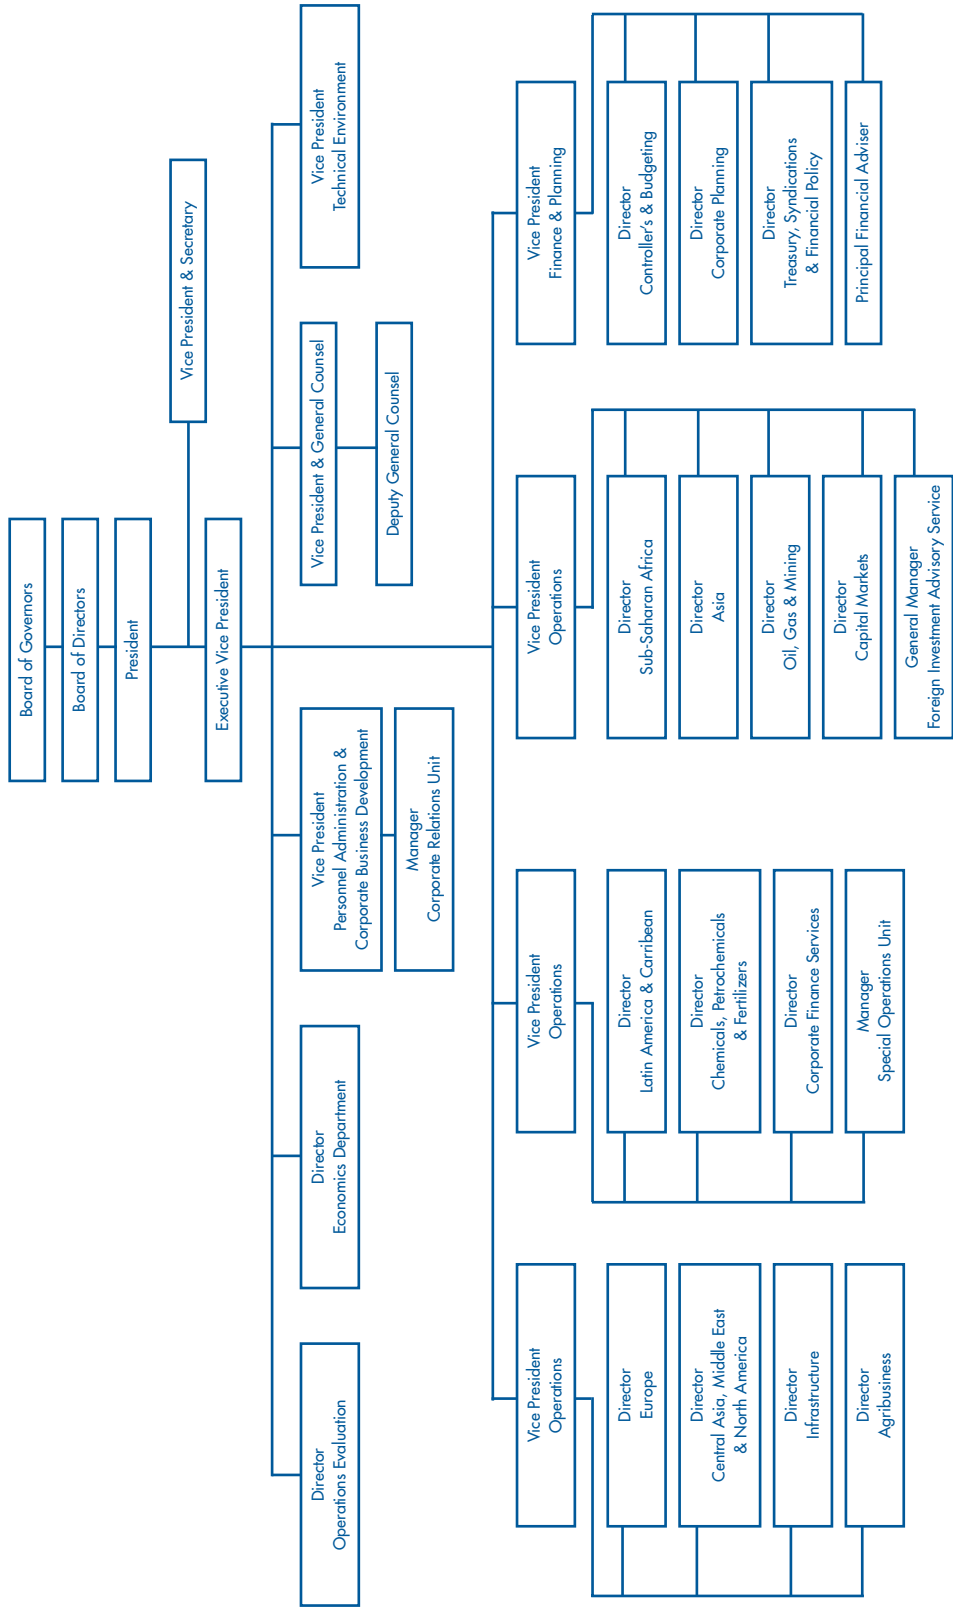 Board of Governors
Board of Directors
President
Vice President & Secretary
Executive Vice President
Director
Operations Evaluation
Director
Economics Department
Vice President
Personnel Administration &
Corporate Business Development
Manager
Corporate Relations Unit
Vice President & General Counsel
Deputy General Counsel
Vice President
Technical Environment
Vice President
Operations
Director
Europe
Director
Central Asia, Middle East
& North America
Director
Infrastructure
Director
Agribusiness
Vice President
Operations
Director
Latin America & Carribean
Director
Chemicals, Petrochemicals
& Fertilizers
Director
Corporate Finance Services
Manager
Special Operations Unit
Vice President
Operations
Director
Sub-Saharan Africa
Director
Asia
Director
Oil, Gas & Mining
Director
Capital Markets
General Manager
Foreign Investment Advisory Service
Vice President
Finance & Planning
Director
Controller's & Budgeting
Director
Corporate Planning
Director
Treasury, Syndications
& Financial Policy
Principal Financial Adviser